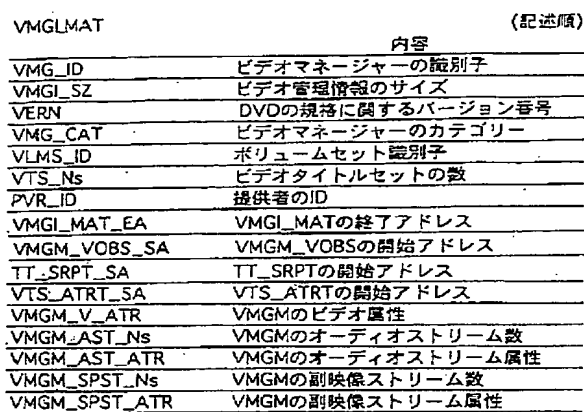 VMGI_MAT (記述順)
内容
VMG_ID ビデオマネージャーの識別子
VMGI_SZ ビデオ管理情報のサイズ
VERN DVDの規格に関するバージョン番号
VMG_CAT ビデオマネージャーのカテゴリー
VLMS_ID ボリュームセット識別子
VTS_Ns ビデオタイトルセットの数
PVR_ID 提供者のID
VMGI_MAT_EA VMGI_MATの終了アドレス
VMGM_VOBS_SA VMGM_VOBSの開始アドレス
TT_SRPT_SA TT_SRPTの開始アドレス
VTS_ATRT_SA VTS_ATRTの開始アドレス
VMGM_V_ATR VMGMのビデオ属性
VMGM_AST_Ns VMGMのオーディオストリーム数
VMGM_AST_ATR VMGMのオーディオストリーム属性
VMGM_SPST_Ns VMGMの副映像ストリーム数
VMGM_SPST_ATR VMGMの副映像ストリーム属性